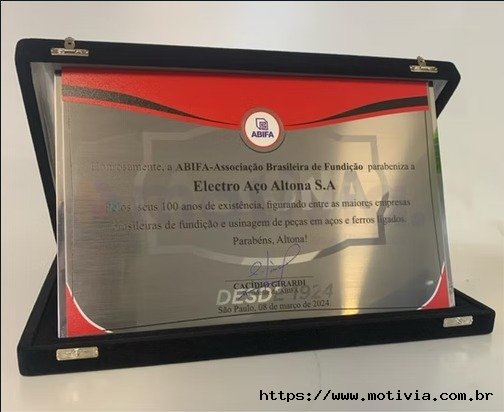 ABIFA
a ABIFA-Associação Brasileira de Fundição parabeniza a
Electro Aço Altona S.A
seus 100 anos de existência, figurando entre as maiores empresas
brasileiras de fundição e usinagem de peças em aços e ferros ligados.
Parabéns, Altona!
CACIDIO GIRARDI
DESDE 1924
São Paulo, 08 de março de 2024
https://www.motivia.com.br